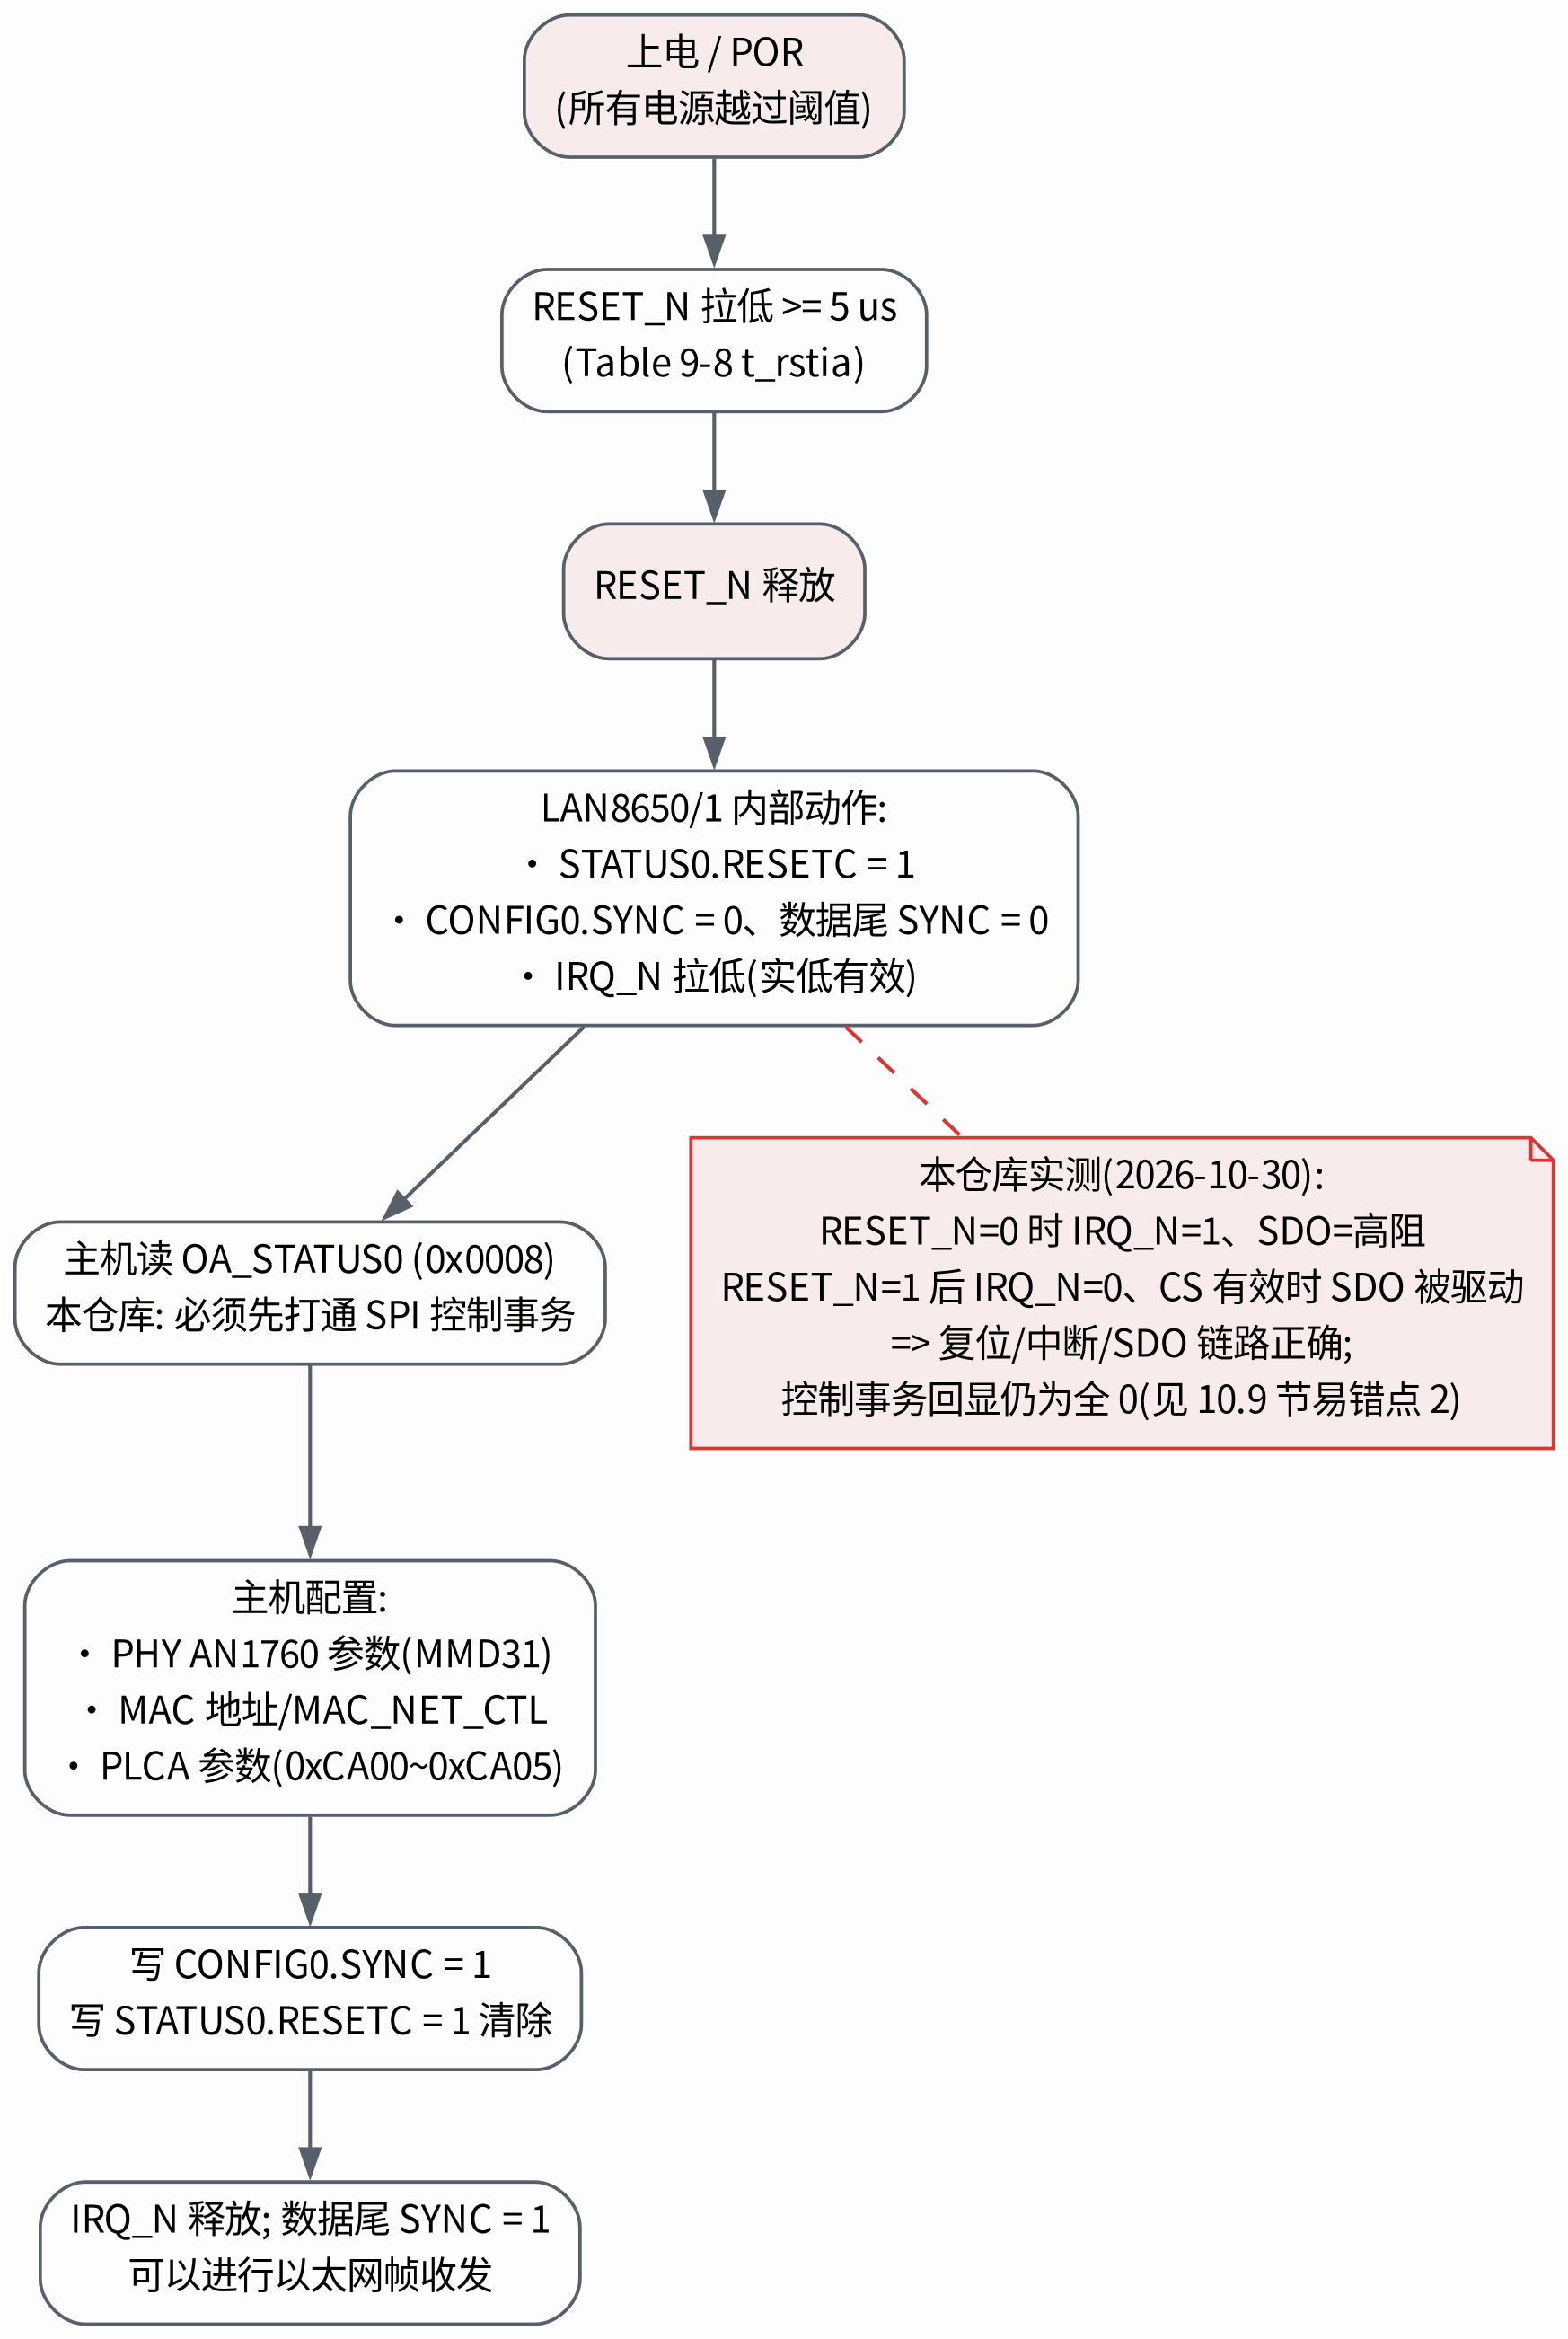 上电 / POR
(所有电源越过阈值)
RESET_N 拉低 >= 5 us
(Table 9-8 t_rstia)
RESET_N 释放
LAN8650/1 内部动作:
• STATUS0.RESETC = 1
• CONFIG0.SYNC = 0、数据尾 SYNC = 0
• IRQ_N 拉低(实低有效)
本仓库实测(2026-10-30):
RESET_N=0 时 IRQ_N=1、SDO=高阻
RESET_N=1 后 IRQ_N=0、CS 有效时 SDO 被驱动
=> 复位/中断/SDO 链路正确;
控制事务回显仍为全 0(见 10.9 节易错点 2)
主机读 OA_STATUS0 (0x0008)
本仓库: 必须先打通 SPI 控制事务
主机配置:
• PHY AN1760 参数(MMD31)
• MAC 地址/MAC_NET_CTL
• PLCA 参数(0xCA00~0xCA05)
写 CONFIG0.SYNC = 1
写 STATUS0.RESETC = 1 清除
IRQ_N 释放; 数据尾 SYNC = 1
可以进行以太网帧收发